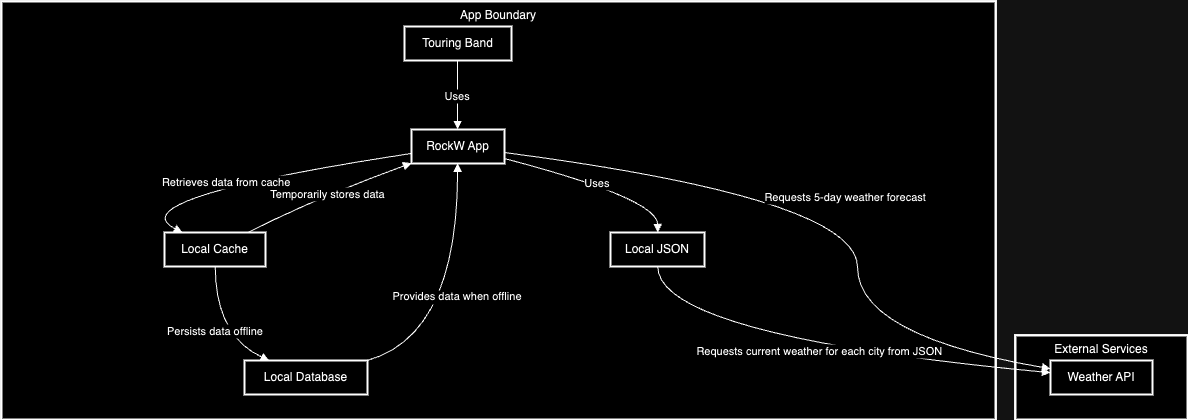 App Boundary
Touring Band
Uses
RockW App
Retrieves data from cache
Temporarily stores data
Uses
Requests 5-day weather forecast
Local Cache
Local JSON
Provides data when offline
Persists data offline
Requests current weather for each city from JSON
External Services
Local Database
Weather API